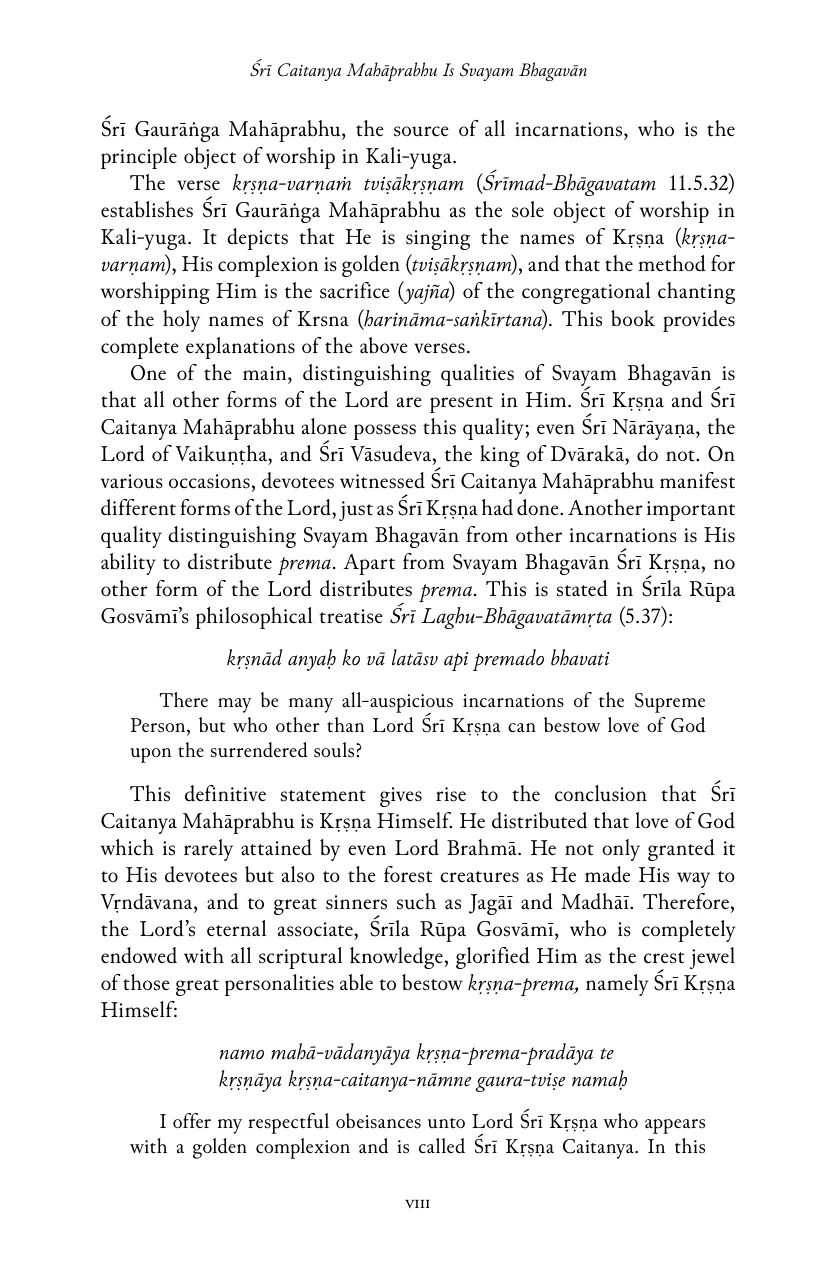 Śrī Caitanya Mahāprabhu Is Svayam Bhagavān
Śrī Gaurāṅga Mahāprabhu, the source of all incarnations, who is the
principle object of worship in Kali-yuga.
The verse kṛṣṇa-varṇaṁ tviṣākṛṣṇam (Śrīmad-Bhāgavatam 11.5.32)
establishes Śrī Gaurāṅga Mahāprabhu as the sole object of worship in
Kali-yuga. It depicts that He is singing the names of Kṛṣṇa (kṛṣṇa-
varṇam), His complexion is golden (tviṣākṛṣṇam), and that the method for
worshipping Him is the sacrifice (yajña) of the congregational chanting
of the holy names of Krsna (harināma-saṅkīrtana). This book provides
complete explanations of the above verses.
One of the main, distinguishing qualities of Svayam Bhagavān is
that all other forms of the Lord are present in Him. Śrī Kṛṣṇa and Śrī
Caitanya Mahāprabhu alone possess this quality; even Śrī Nārāyaṇa, the
Lord of Vaikuṇṭha, and Śrī Vāsudeva, the king of Dvārakā, do not. On
various occasions, devotees witnessed Śrī Caitanya Mahāprabhu manifest
different forms of the Lord, just as Śrī Kṛṣṇa had done. Another important
quality distinguishing Svayam Bhagavān from other incarnations is His
ability to distribute prema. Apart from Svayam Bhagavān Śrī Kṛṣṇa, no
other form of the Lord distributes prema. This is stated in Śrīla Rūpa
Gosvāmī’s philosophical treatise Śrī Laghu-Bhāgavatāmṛta (5.37):
kṛṣnād anyaḥ ko vā latāsv api premado bhavati
There may be many all-auspicious incarnations of the Supreme
Person, but who other than Lord Śrī Kṛṣṇa can bestow love of God
upon the surrendered souls?
This definitive statement gives rise to the conclusion that Śrī
Caitanya Mahāprabhu is Kṛṣṇa Himself. He distributed that love of God
which is rarely attained by even Lord Brahmā. He not only granted it
to His devotees but also to the forest creatures as He made His way to
Vṛndāvana, and to great sinners such as Jagāī and Madhāī. Therefore,
the Lord’s eternal associate, Śrīla Rūpa Gosvāmī, who is completely
endowed with all scriptural knowledge, glorified Him as the crest jewel
of those great personalities able to bestow kṛṣṇa-prema, namely Śrī Kṛṣṇa
Himself:
namo mahā-vādanyāya kṛṣṇa-prema-pradāya te
kṛṣṇāya kṛṣṇa-caitanya-nāmne gaura-tviṣe namaḥ
I offer my respectful obeisances unto Lord Śrī Kṛṣṇa who appears
with a golden complexion and is called Śrī Kṛṣṇa Caitanya. In this
VIII